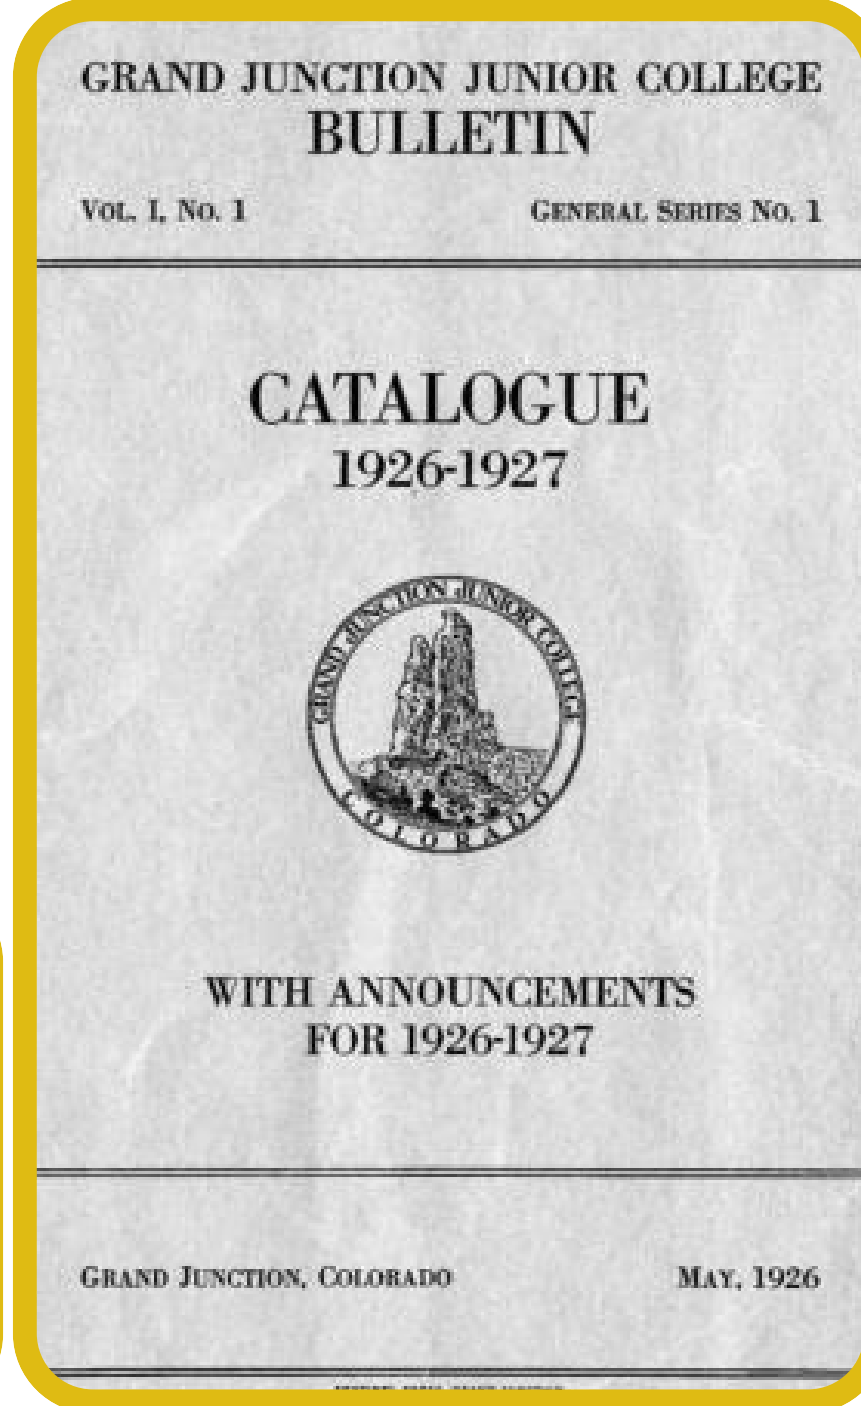 GRAND JUNCTION JUNIOR COLLEGE
BULLETIN
VOL. I, NO. 1 GENERAL SERIES NO. 1
CATALOGUE
1926-1927
GRAND JUNCTION JUNIOR COLLEGE
COLORADO
WITH ANNOUNCEMENTS
FOR 1926-1927
GRAND JUNCTION, COLORADO MAY, 1926